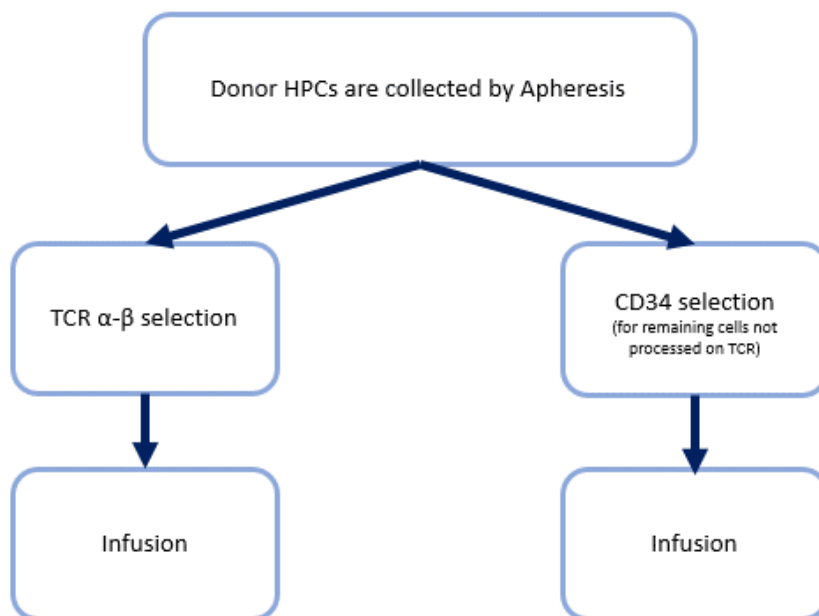 Donor HPCs are collected by Apheresis
TCR α-β selection
CD34 selection
(for remaining cells not
processed on TCR)
Infusion
Infusion